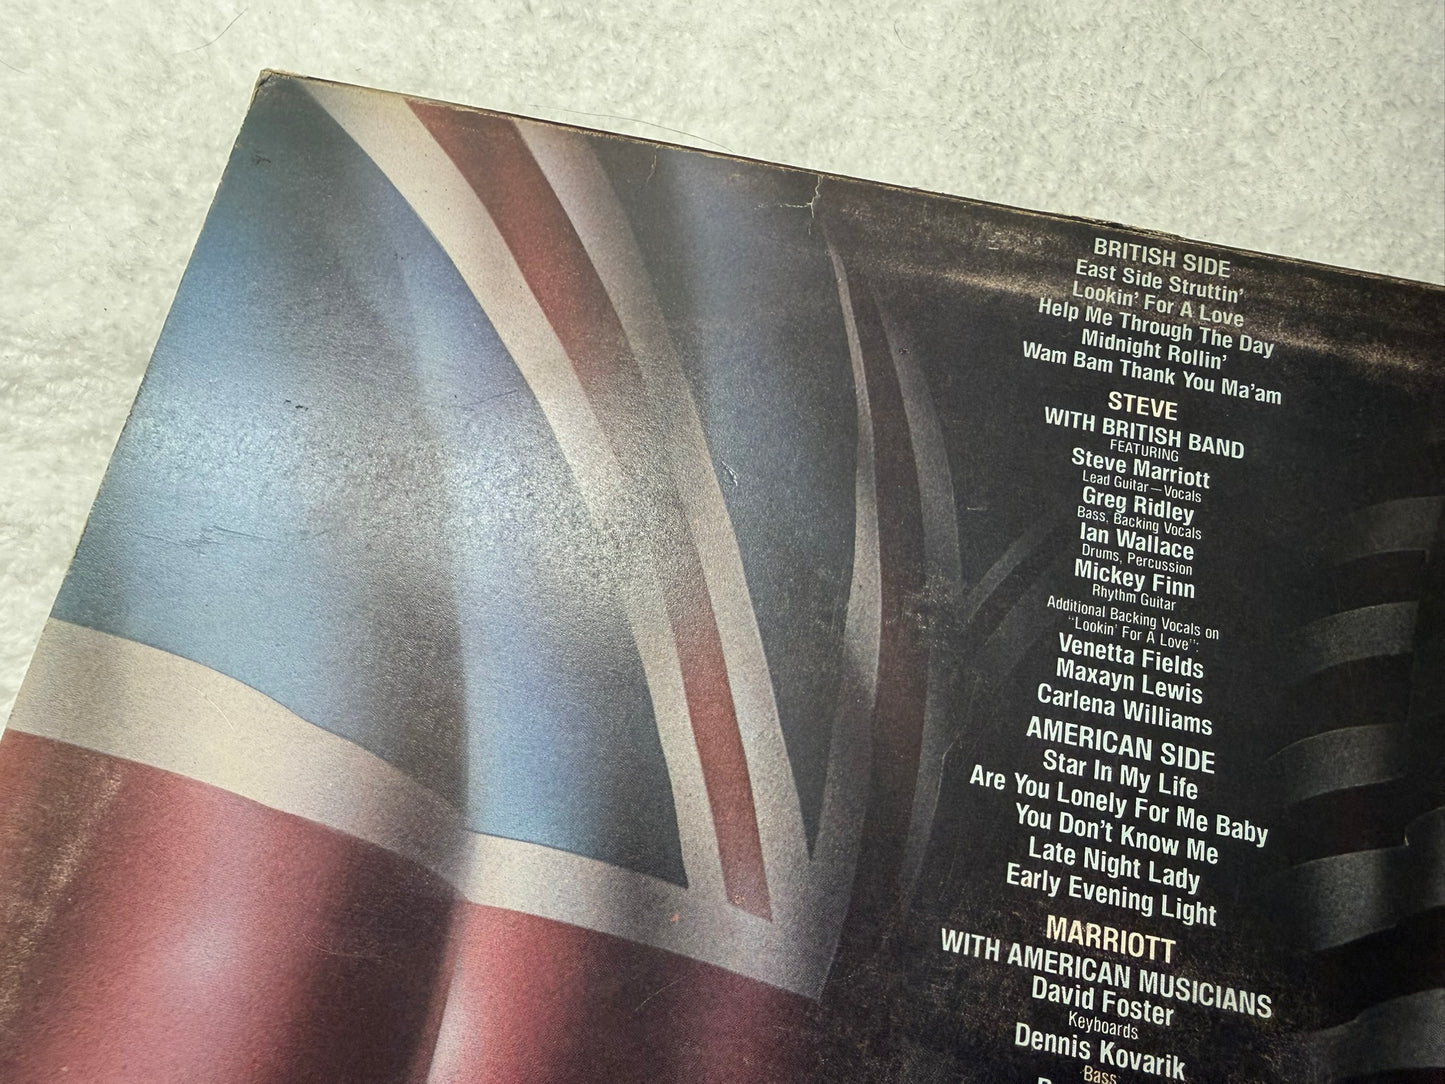 BRITISH SIDE
East Side Struttin'
Lookin' For A Love
Help Me Through The Day
Midnight Rollin'
Wam Bam Thank You Ma'am
STEVE
WITH BRITISH BAND
FEATURING
Steve Marriott
Lead Guitar—Vocals
Greg Ridley
Bass, Backing Vocals
Ian Wallace
Drums, Percussion
Mickey Finn
Rhythm Guitar
Additional Backing Vocals on
"Lookin' For A Love":
Venetta Fields
Maxayn Lewis
Carlena Williams
AMERICAN SIDE
Star In My Life
Are You Lonely For Me Baby
You Don't Know Me
Late Night Lady
Early Evening Light
MARRIOTT
WITH AMERICAN MUSICIANS
David Foster
Keyboards
Dennis Kovarik
Bass